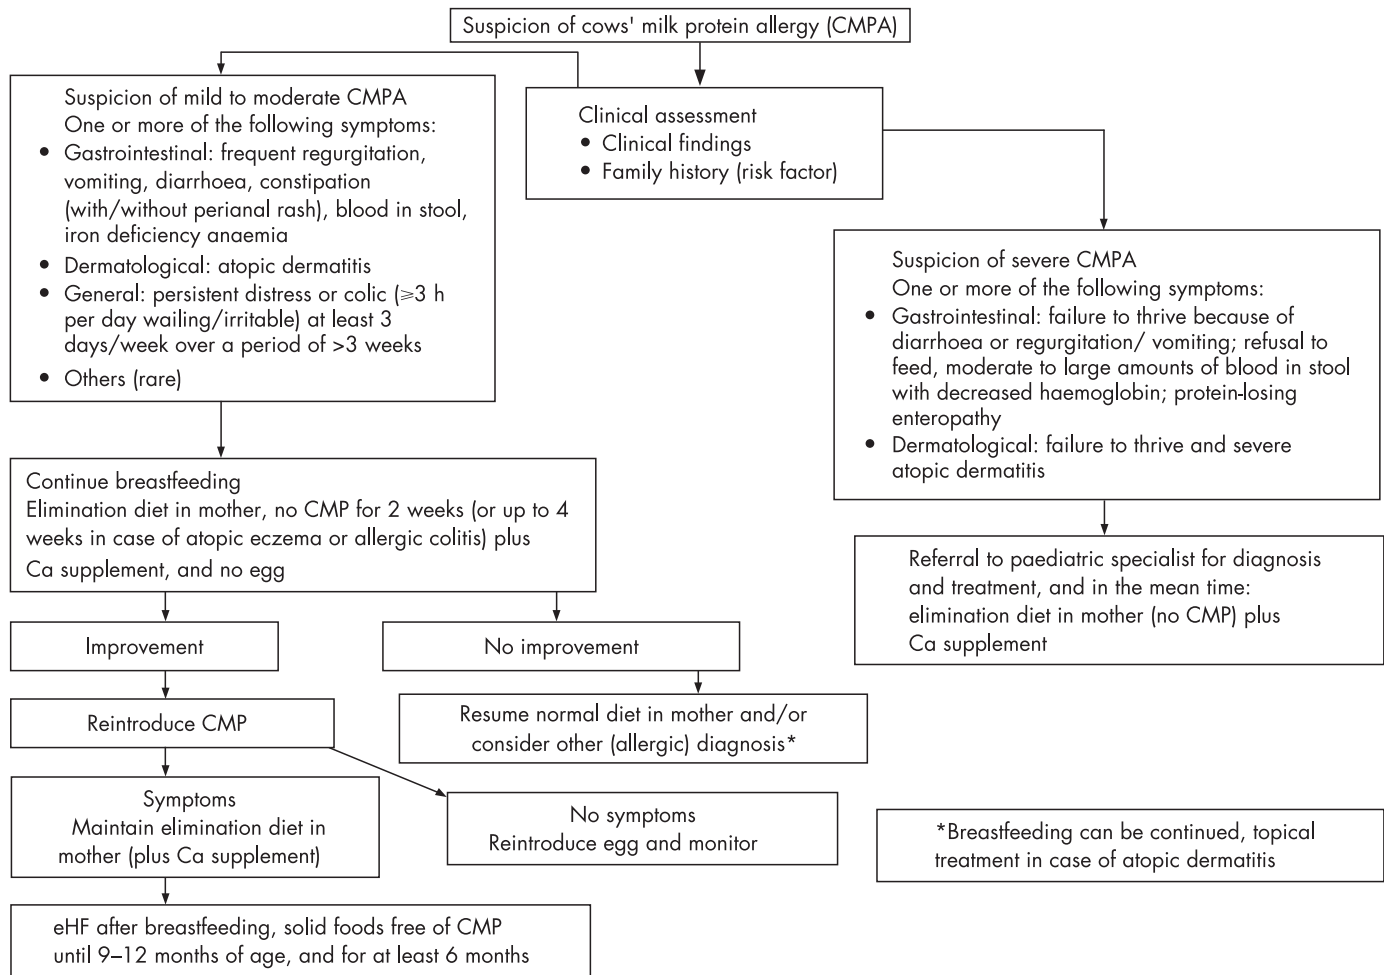 Suspicion of cows' milk protein allergy (CMPA)
Clinical assessment
• Clinical findings
• Family history (risk factor)
Suspicion of mild to moderate CMPA
One or more of the following symptoms:
• Gastrointestinal: frequent regurgitation,
vomiting, diarrhoea, constipation
(with/without perianal rash), blood in stool,
iron deficiency anaemia
• Dermatological: atopic dermatitis
• General: persistent distress or colic (⩾3 h
per day wailing/irritable) at least 3
days/week over a period of >3 weeks
• Others (rare)
Suspicion of severe CMPA
One or more of the following symptoms:
• Gastrointestinal: failure to thrive because of
diarrhoea or regurgitation/ vomiting; refusal to
feed, moderate to large amounts of blood in stool
with decreased haemoglobin; protein-losing
enteropathy
• Dermatological: failure to thrive and severe
atopic dermatitis
Continue breastfeeding
Elimination diet in mother, no CMP for 2 weeks (or up to 4
weeks in case of atopic eczema or allergic colitis) plus
Ca supplement, and no egg
Referral to paediatric specialist for diagnosis
and treatment, and in the mean time:
elimination diet in mother (no CMP) plus
Ca supplement
Improvement
No improvement
Reintroduce CMP
Resume normal diet in mother and/or
consider other (allergic) diagnosis*
Symptoms
Maintain elimination diet in
mother (plus Ca supplement)
No symptoms
Reintroduce egg and monitor
*Breastfeeding can be continued, topical
treatment in case of atopic dermatitis
eHF after breastfeeding, solid foods free of CMP
until 9–12 months of age, and for at least 6 months